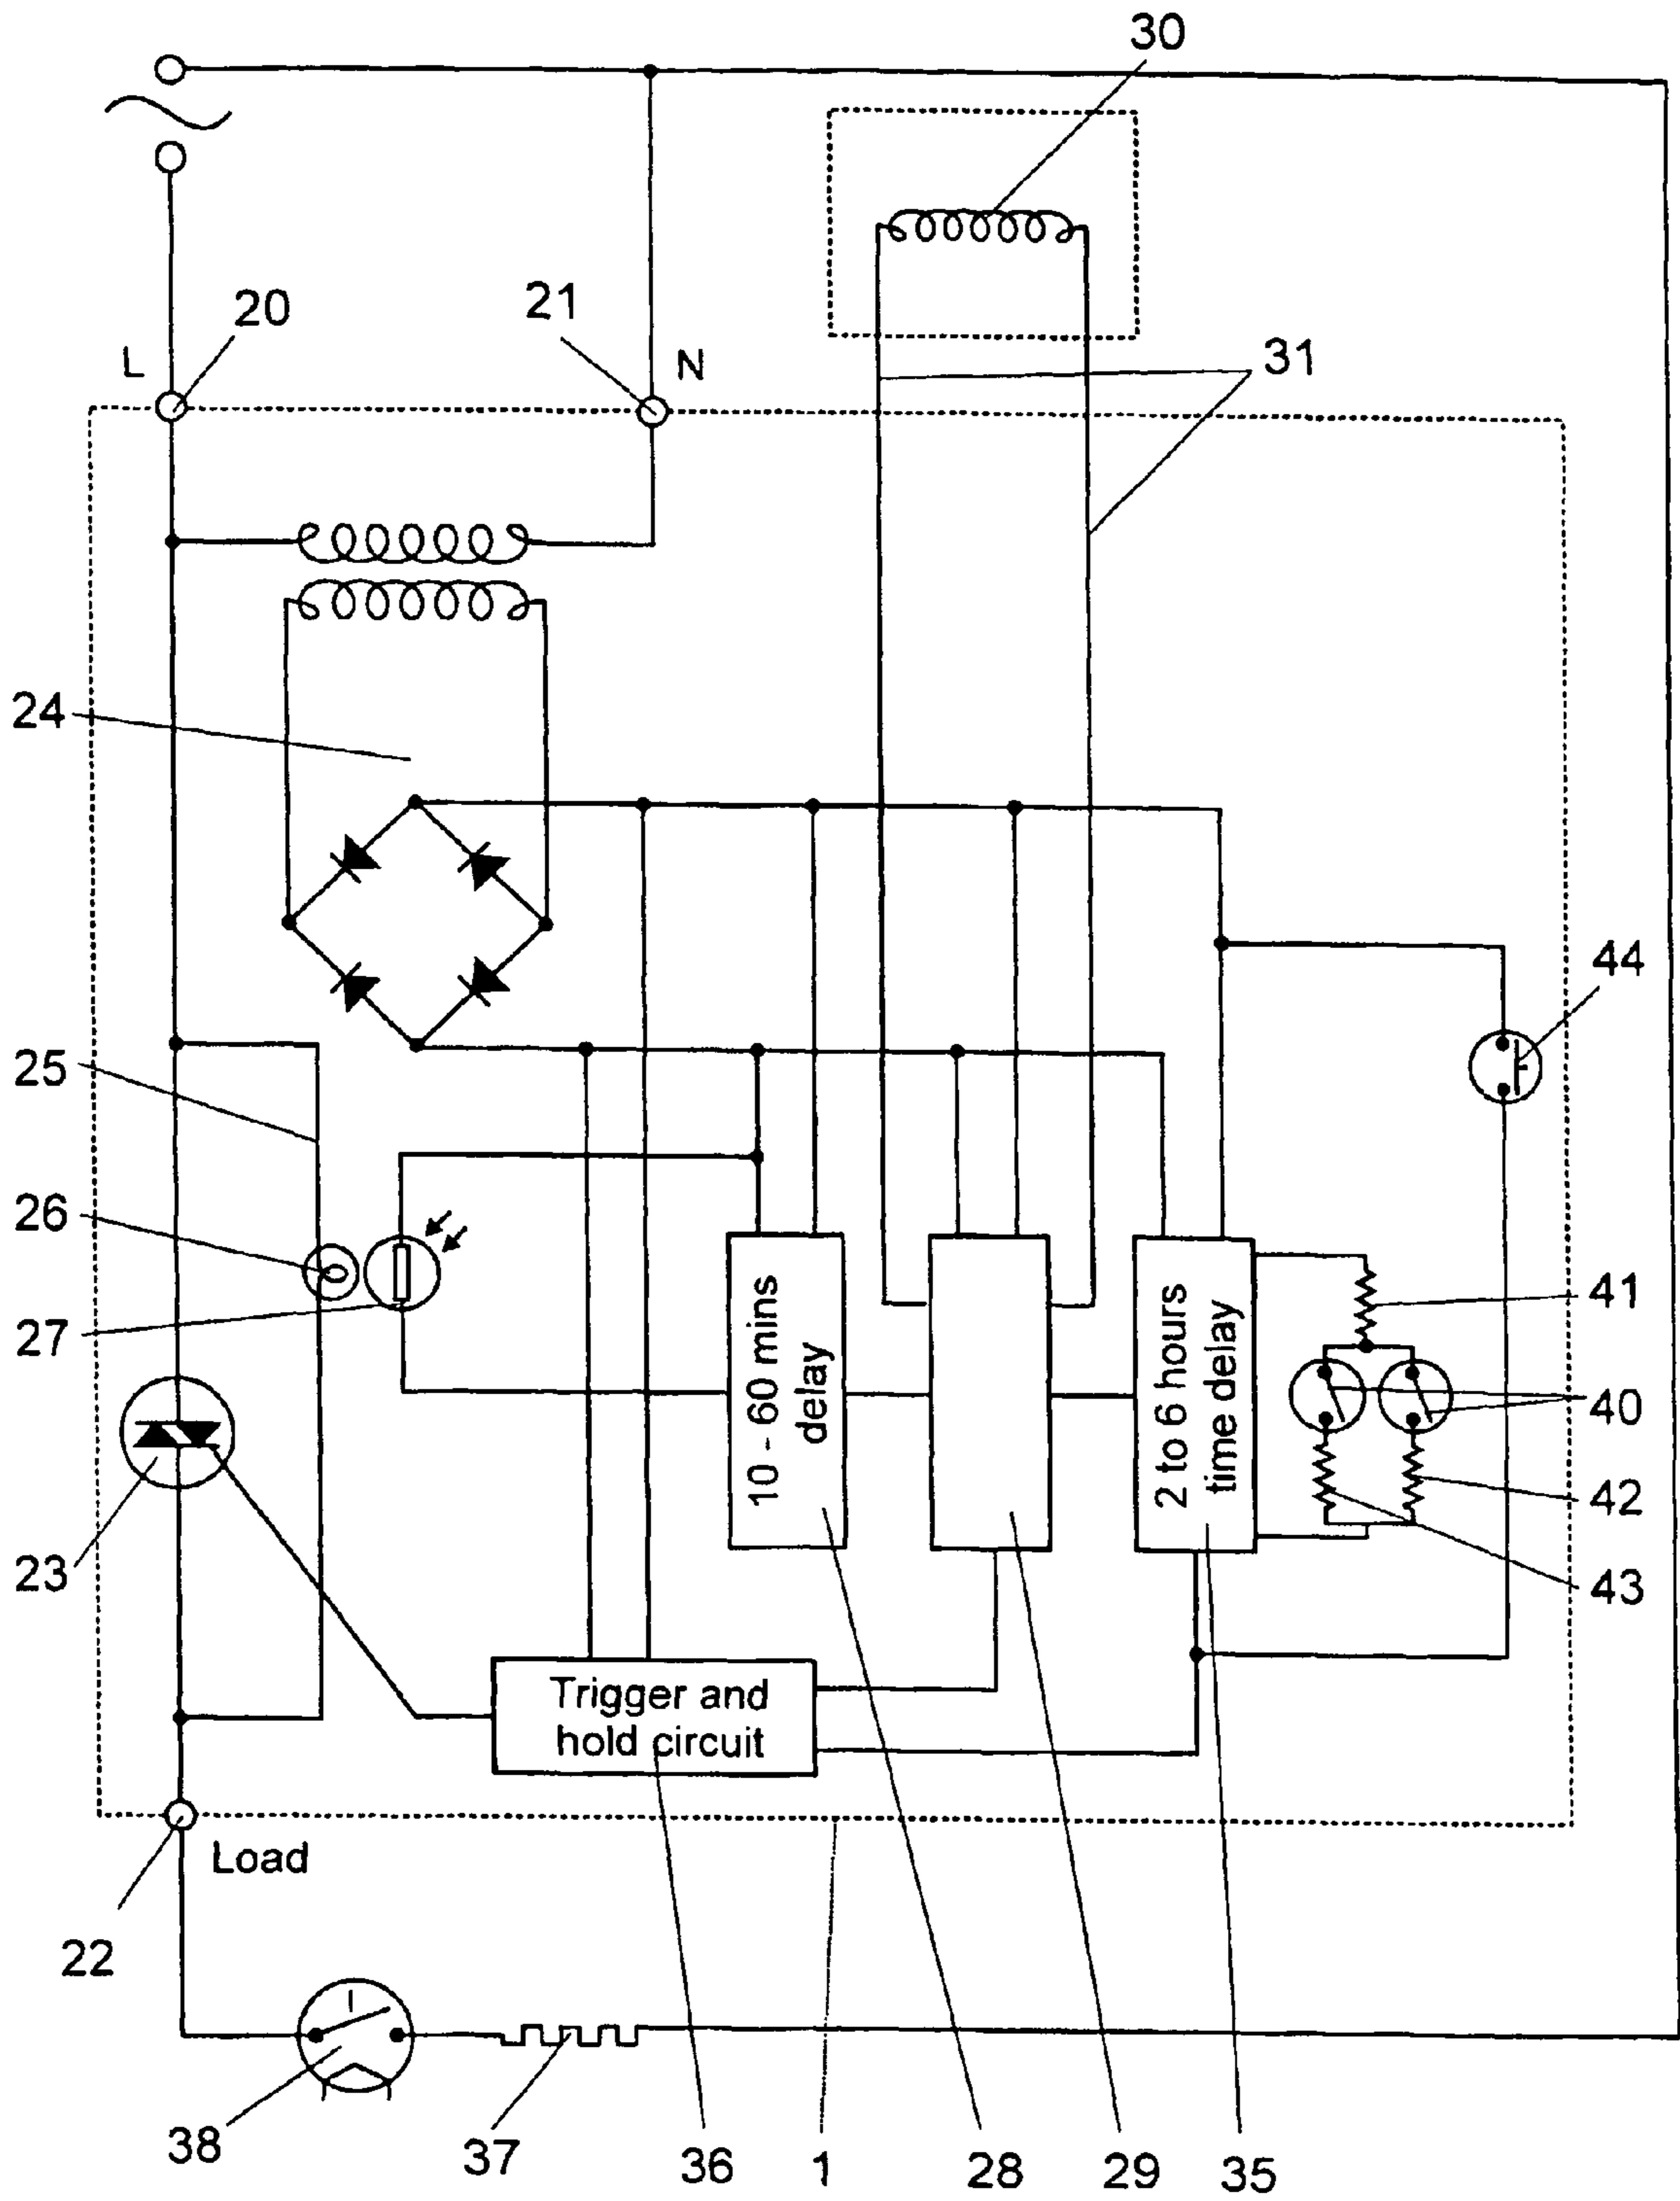 30
20
21
L
N
31
24
44
25
26
27
10 - 60 mins
delay
2 to 6 hours
time delay
41
40
42
43
23
Trigger and
hold circuit
Load
22
38
37
36
1
28
29
35